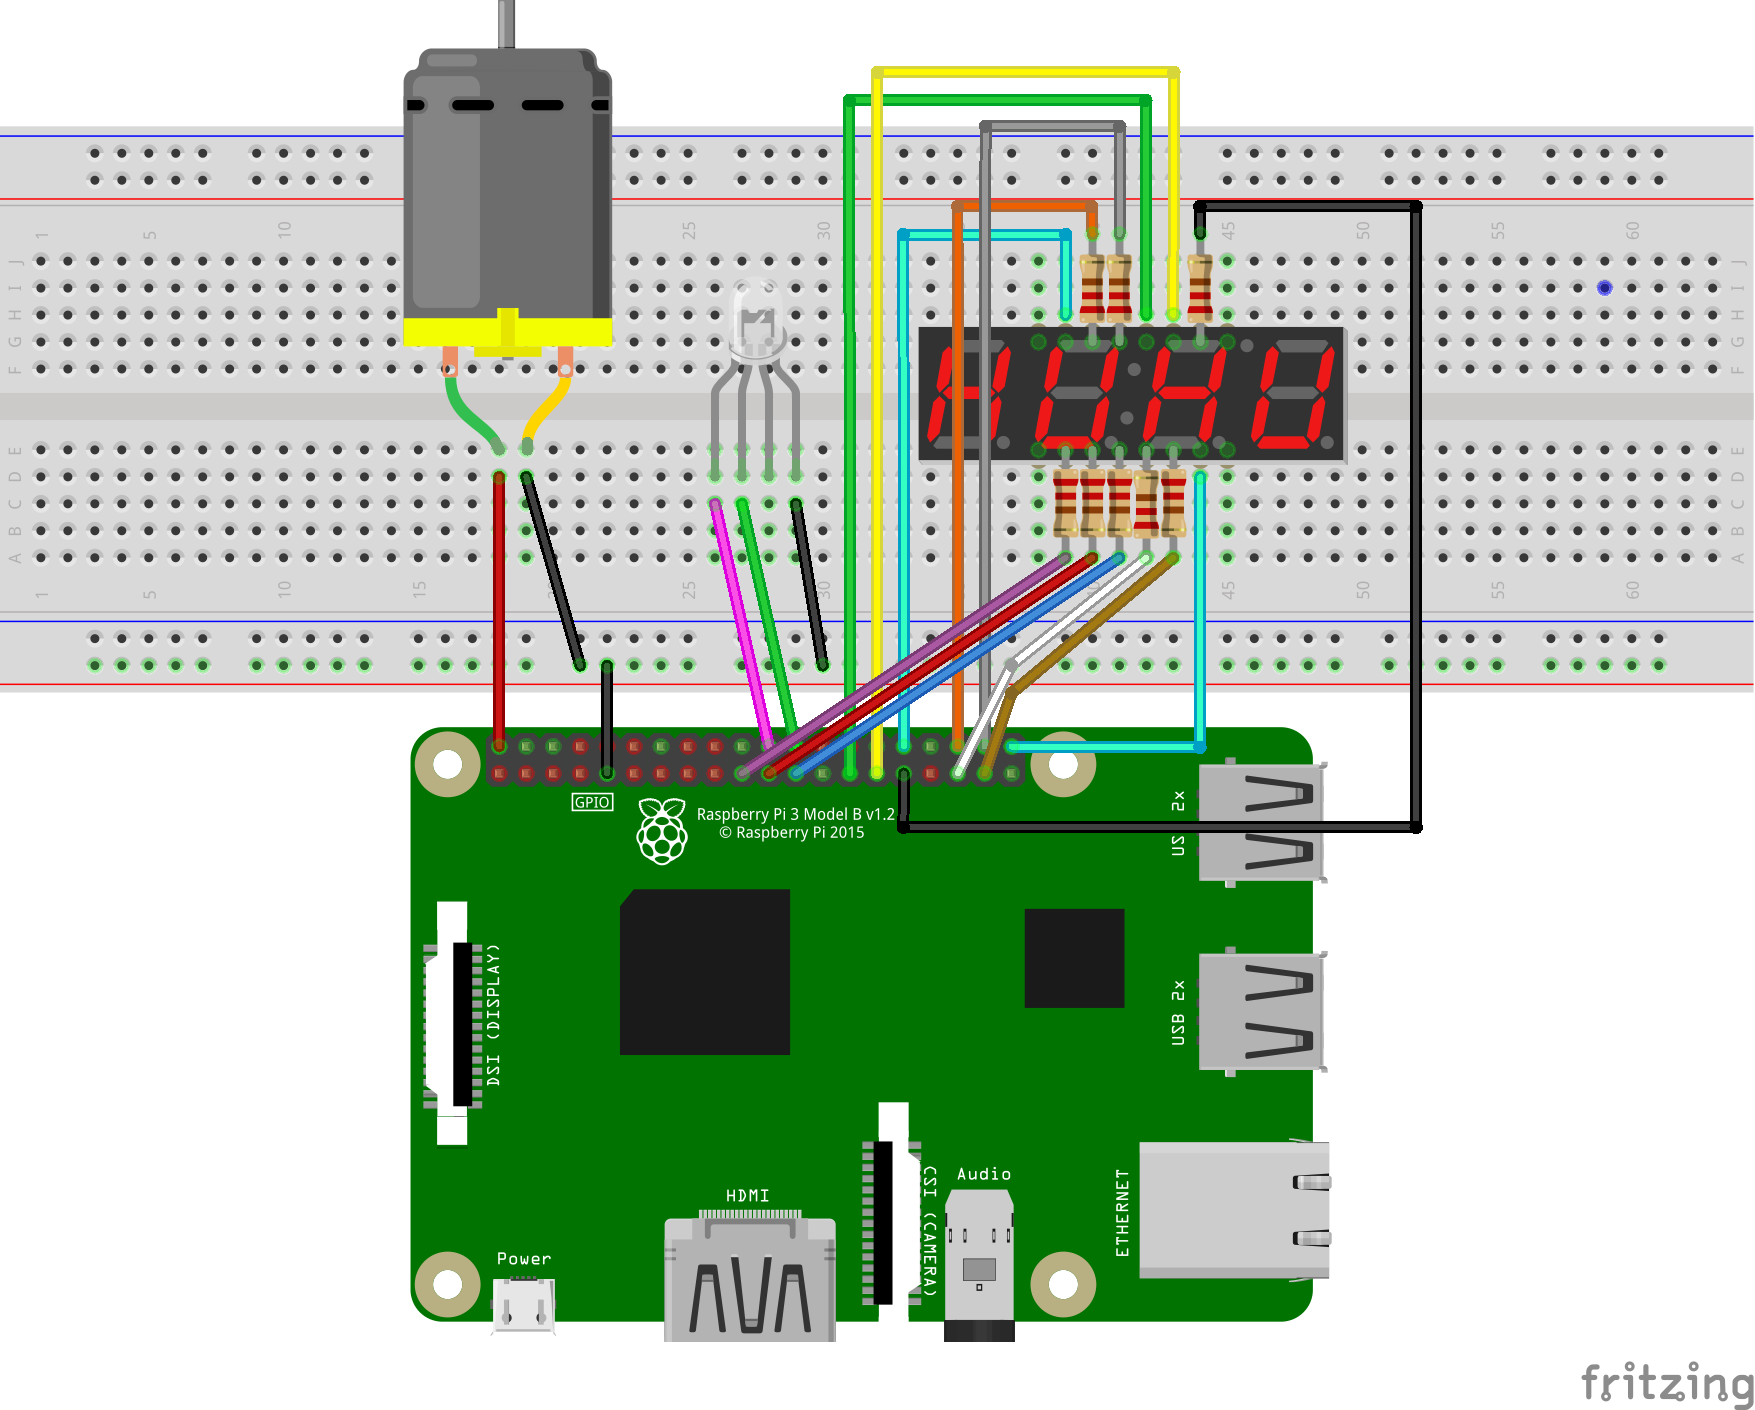 1 5 10 25 30 45 50 55 60
J J
I I
H H
G G
F F
HUHU
E E
D D
C C
B B
A A
1 5 10 15 25 30 45 50 55 60
GPIO
Raspberry Pi 3 Model B v1.2
© Raspberry Pi 2015
USB 2x
DSI (DISPLAY)
USB 2x
HDMI
CSI (CAMERA)
Audio
ETHERNET
Power
fritzing